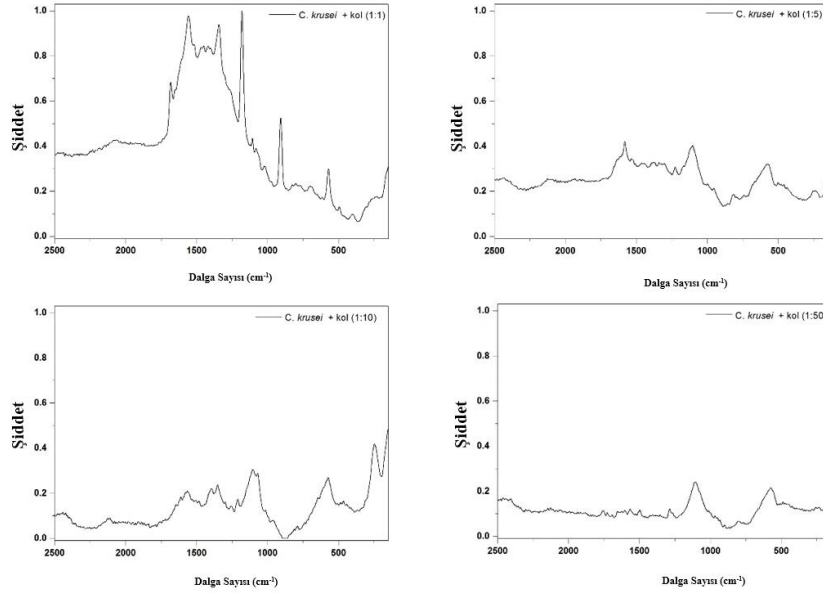 C. krusei + kol (1:1)
Şiddet
1.0
0.8
0.6
0.4
0.2
0.0
2500 2000 1500 1000 500
Dalga Sayısı (cm-1)
C. krusei + kol (1:5)
Şiddet
1.0
0.8
0.6
0.4
0.2
0.0
2500 2000 1500 1000 500
Dalga Sayısı (cm-1)
C. krusei + kol (1:10)
Şiddet
1.0
0.8
0.6
0.4
0.2
0.0
2500 2000 1500 1000 500
Dalga Sayısı (cm-1)
C. krusei + kol (1:50
Şiddet
1.0
0.8
0.6
0.4
0.2
0.0
2500 2000 1500 1000 500
Dalga Sayısı (cm-1)